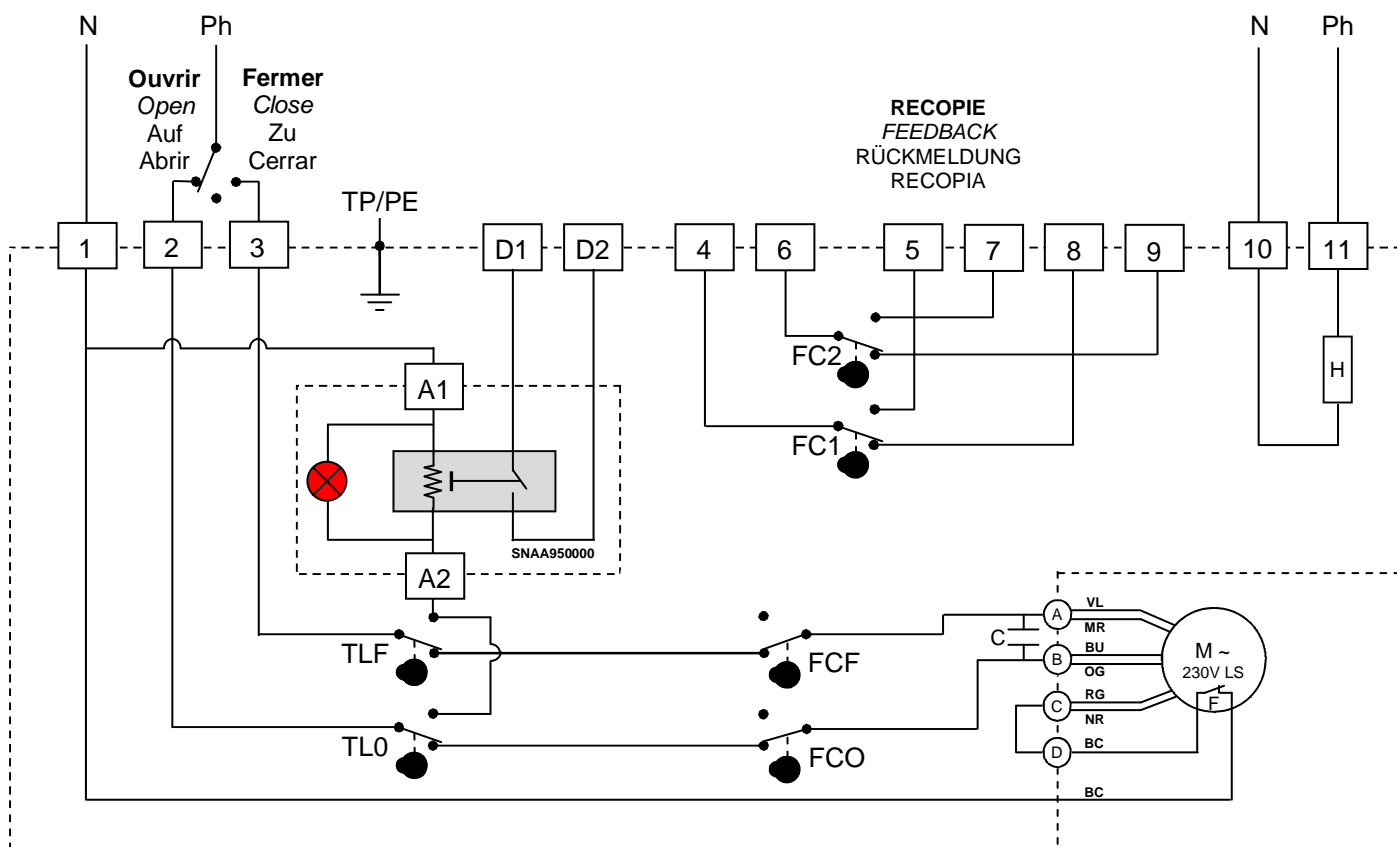 N
Ph
Ouvrir
Open
Auf
Abrir
Fermer
Close
Zu
Cerrar
TP/PE
RECOPIE
FEEDBACK
RÜCKMELDUNG
RECOPIA
N
Ph
1
2
3
D1
D2
4
6
5
7
8
9
10
11
FC2
FC1
H
A1
SNAA950000
A2
TLF
FCF
TL0
FCO
C
A
B
C
D
VL
MR
BU
OG
RG
NR
BC
BC
M ~
230V LS
F